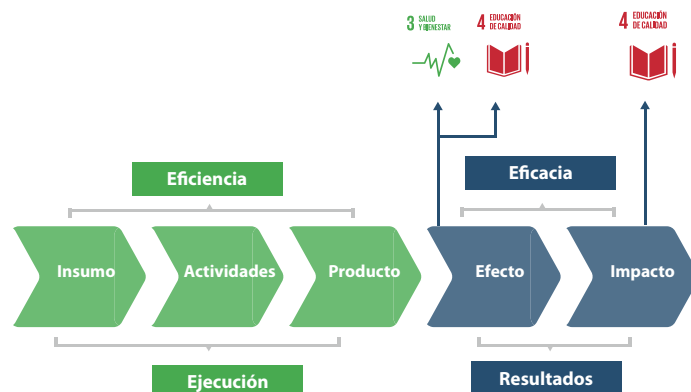 3 SALUD
Y BIENESTAR
4 EDUCACIÓN
DE CALIDAD
4 EDUCACIÓN
DE CALIDAD
Eficiencia
Eficacia
Insumo
Actividades
Producto
Efecto
Impacto
Ejecución
Resultados